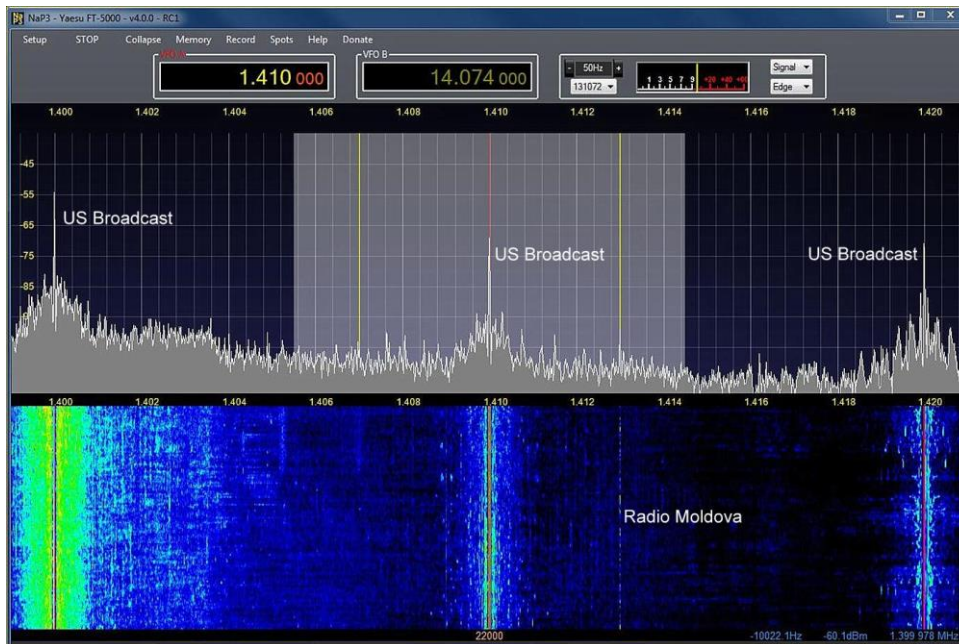 NaP3 - Yaesu FT-5000 - v4.0.0 - RC1
Setup STOP Collapse Memory Record Spots Help Donate
VFO A VFO B
1.410 000 14.074 000 - 50Hz + 131072 1 3 5 7 9 +20 +40 +60 Signal Edge
1.400 1.402 1.404 1.406 1.408 1.410 1.412 1.414 1.416 1.418 1.420
-45
-55
US Broadcast
-65
US Broadcast US Broadcast
-75
-85
1.400 1.402 1.404 1.406 1.408 1.410 1.412 1.414 1.416 1.418 1.420
Radio Moldova
22000 -10022.1Hz -60.1dBm 1.399 978 MHz